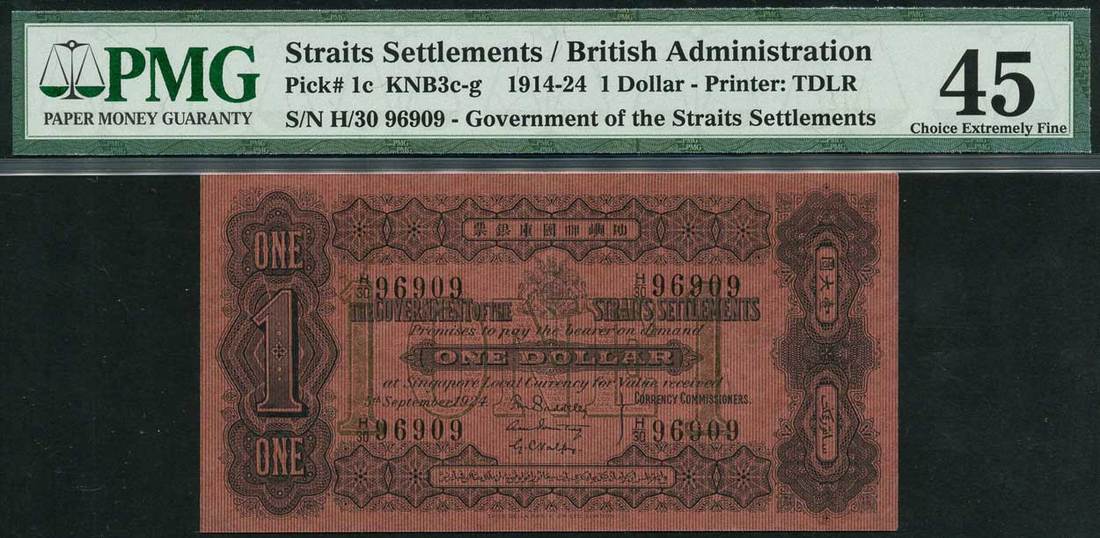 PMG
PAPER MONEY GUARANTY
Straits Settlements / British Administration
Pick# 1c KNB3c-g 1914-24 1 Dollar - Printer: TDLR
S/N H/30 96909 - Government of the Straits Settlements
45
Choice Extremely Fine
ONE
1
ONE
H/30 96909
H/30 96909
THE GOVERNMENT OF THE STRAITS SETTLEMENTS
Promises to pay the bearer on demand
ONE DOLLAR
at Singapore Local Currency for Value received
5th September 1924.
CURRENCY COMMISSIONERS.
H/30 96909
H/30 96909